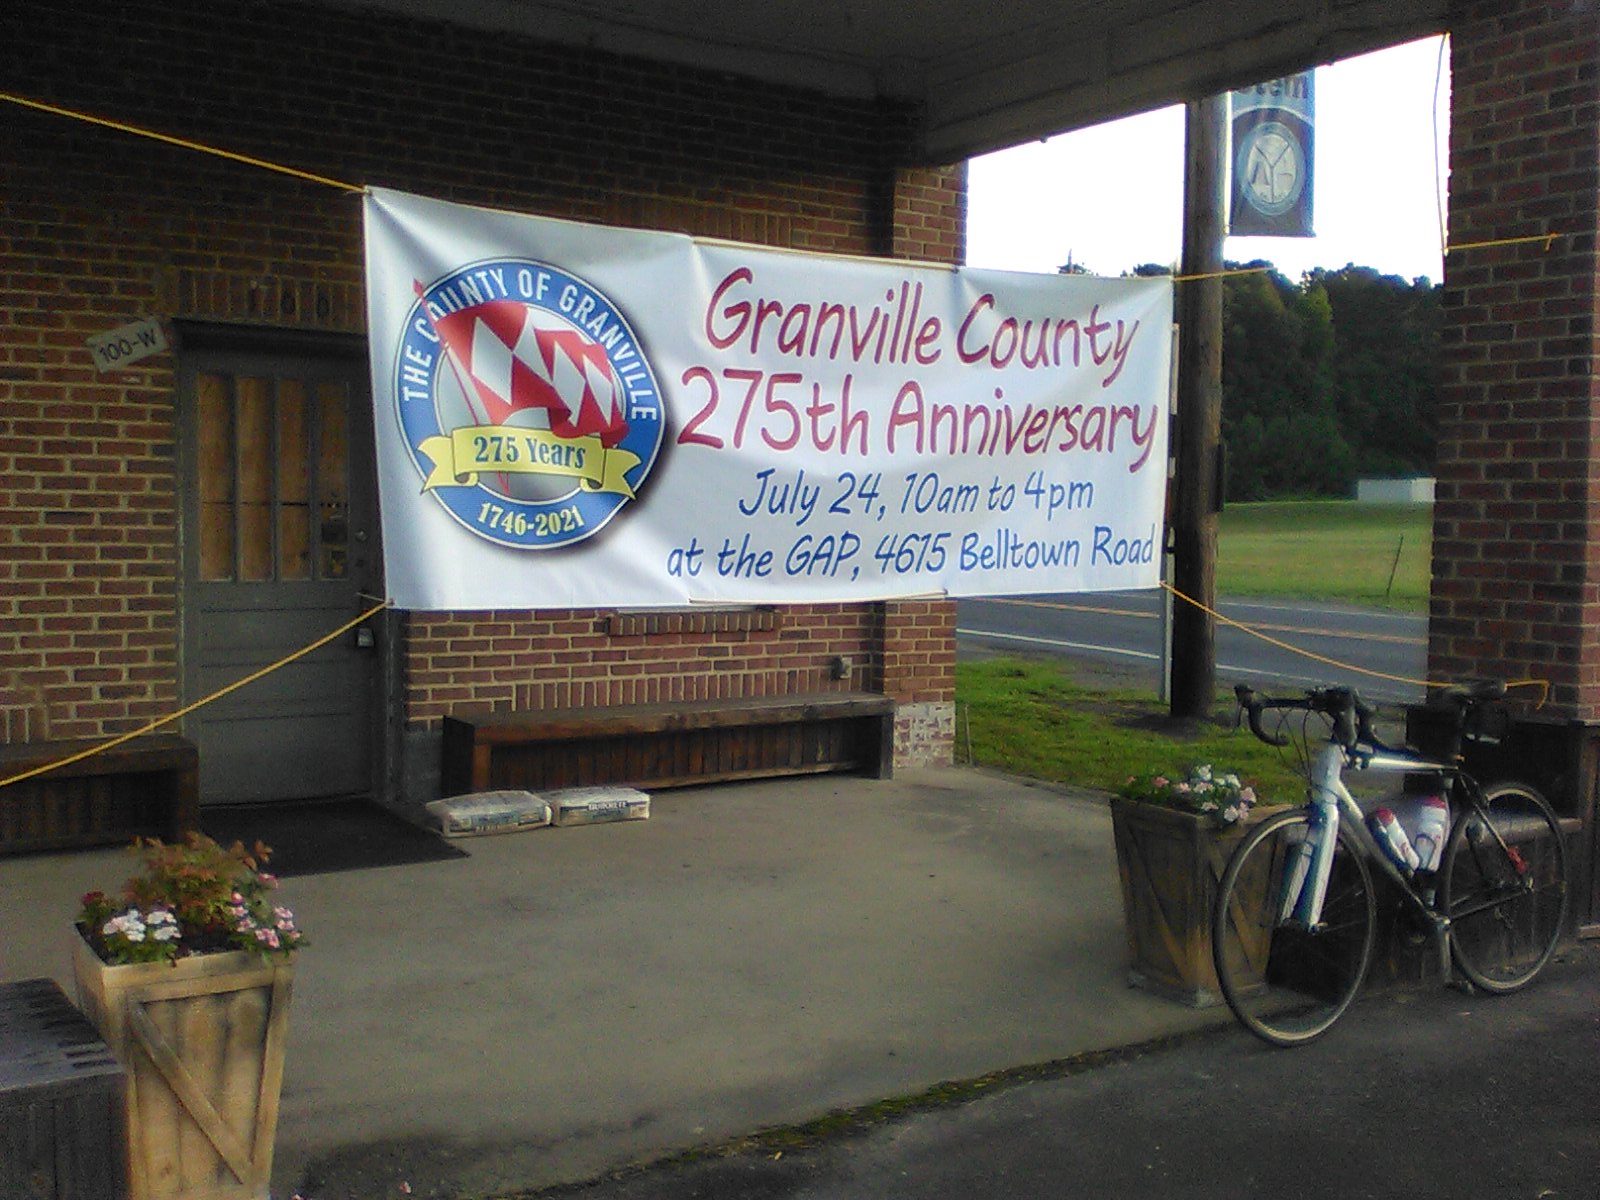 THE COUNTY OF GRANVILLE
275 Years
1746-2021
Granville County
275th Anniversary
July 24, 10am to 4pm
at the GAP, 4615 Belltown Road
100-W